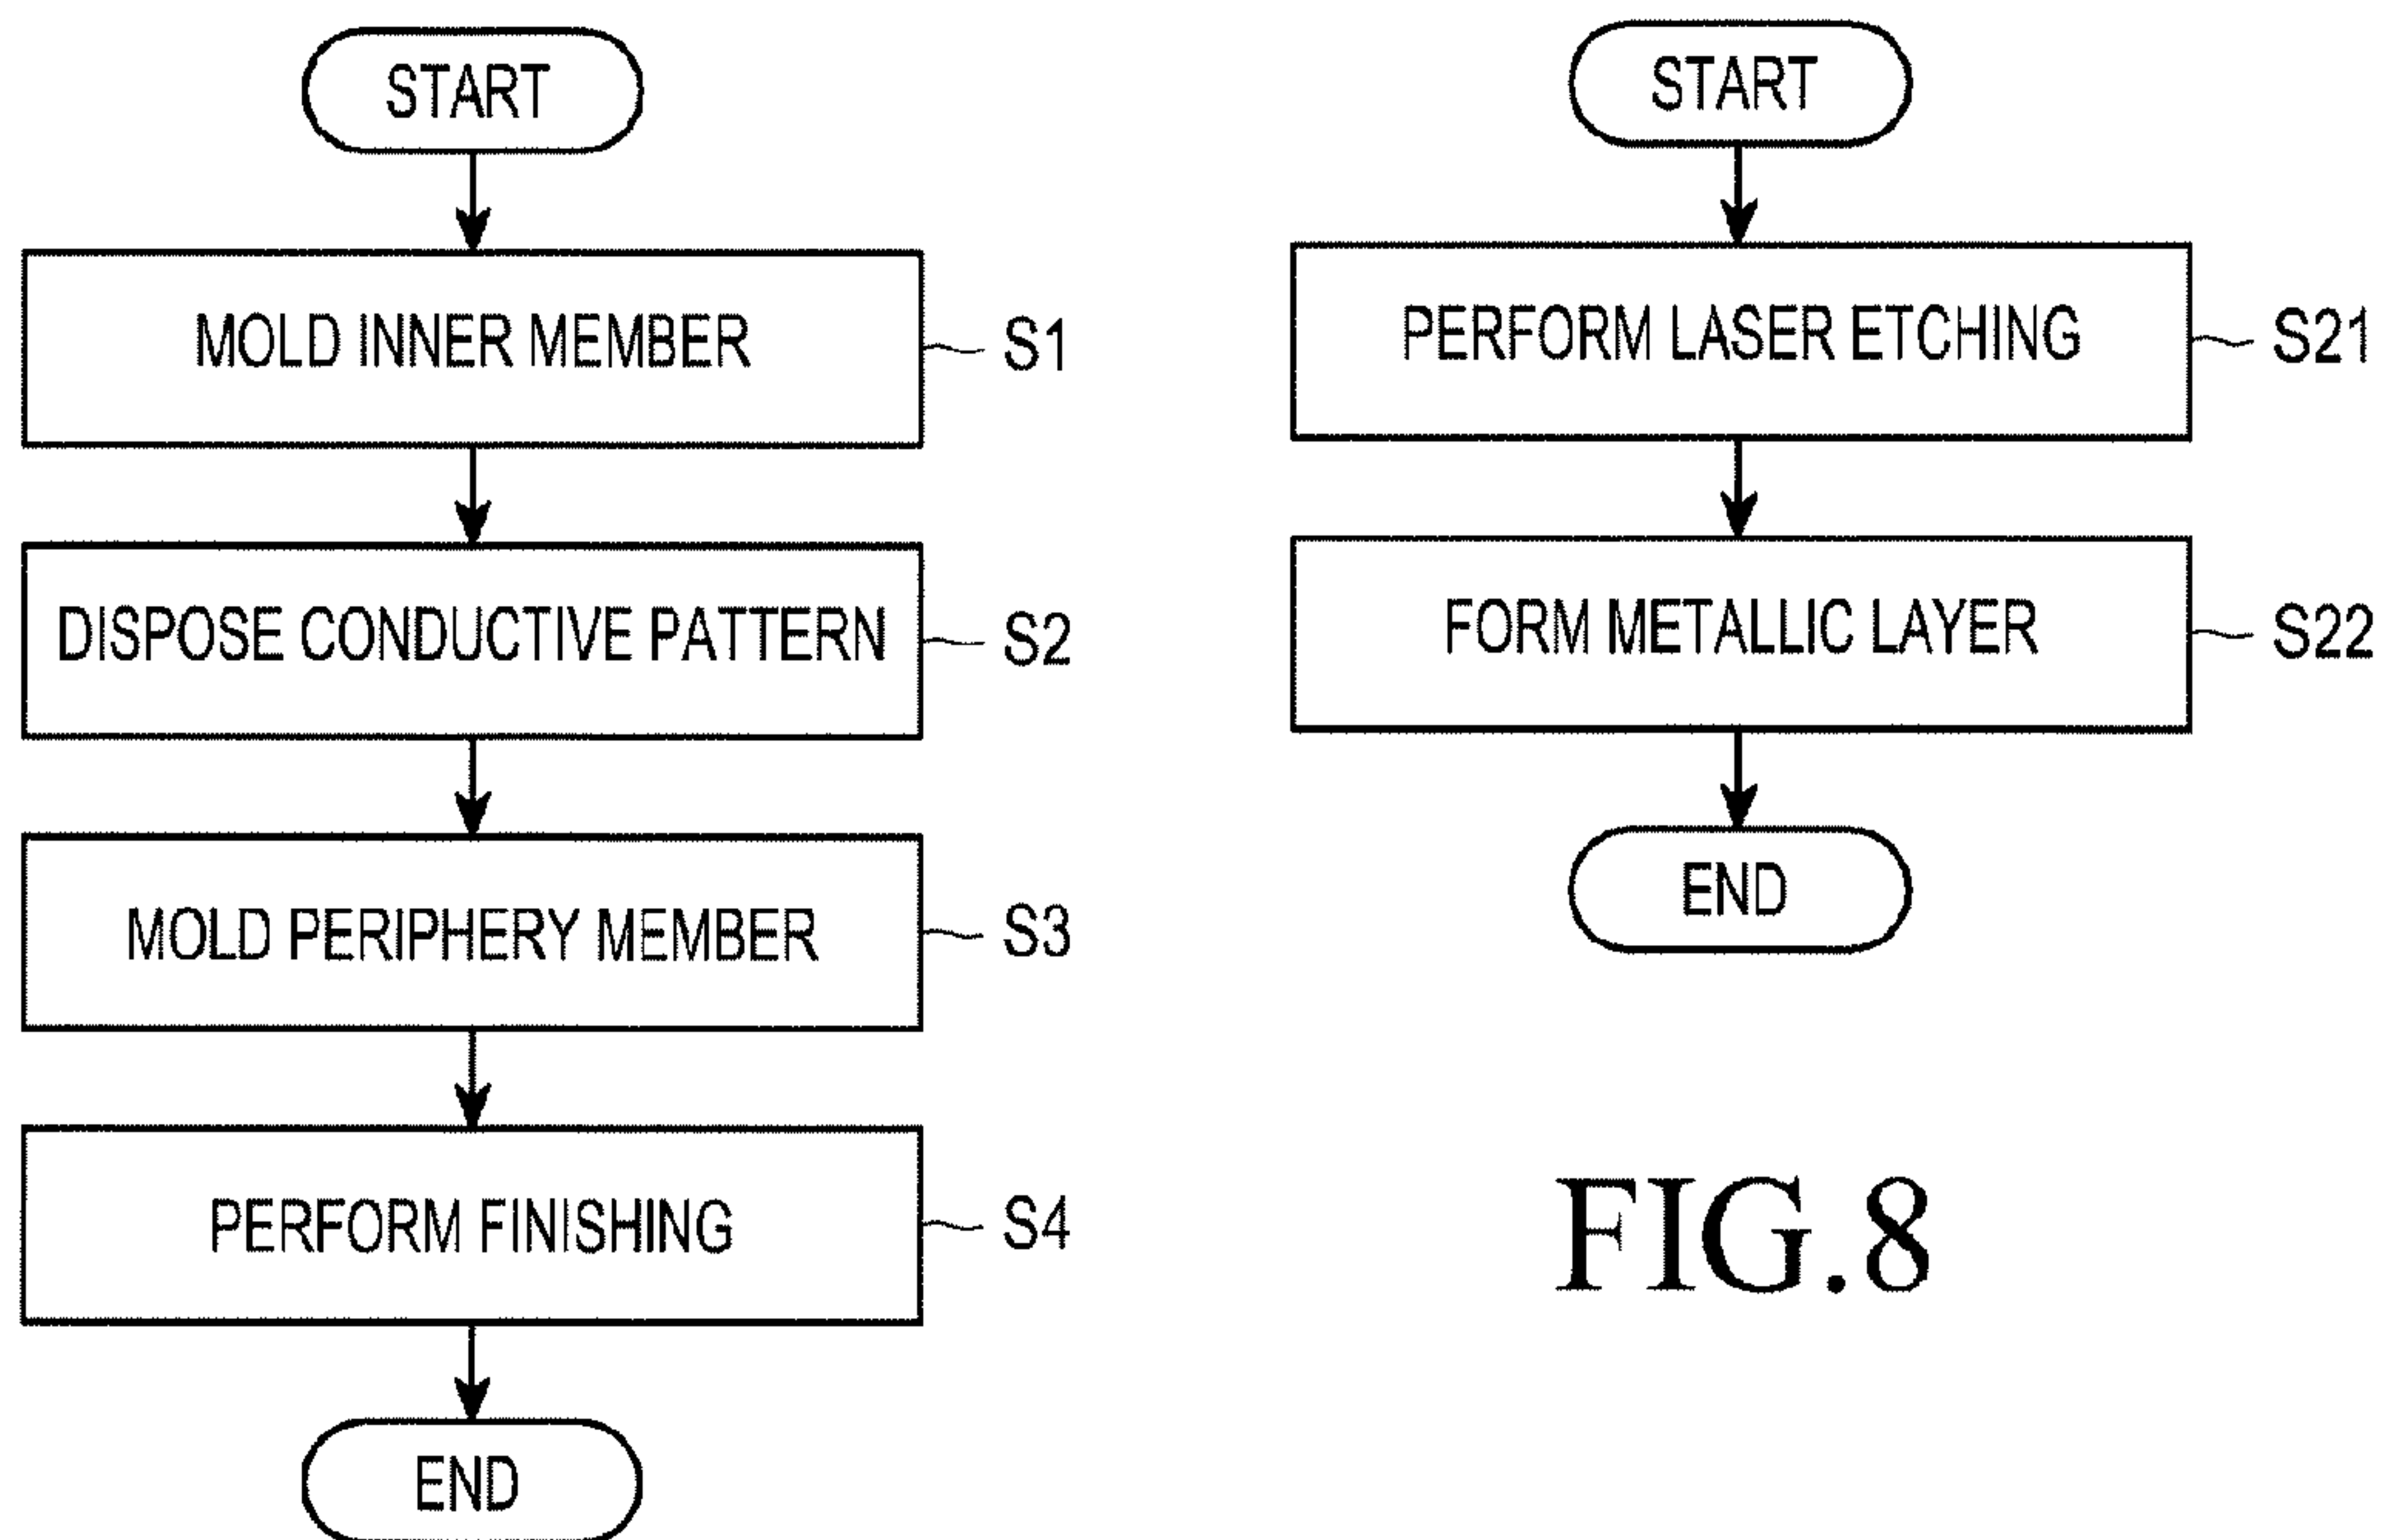 START
MOLD INNER MEMBER
S1
DISPOSE CONDUCTIVE PATTERN
S2
MOLD PERIPHERY MEMBER
S3
PERFORM FINISHING
S4
END
START
PERFORM LASER ETCHING
S21
FORM METALLIC LAYER
S22
END
FIG.8